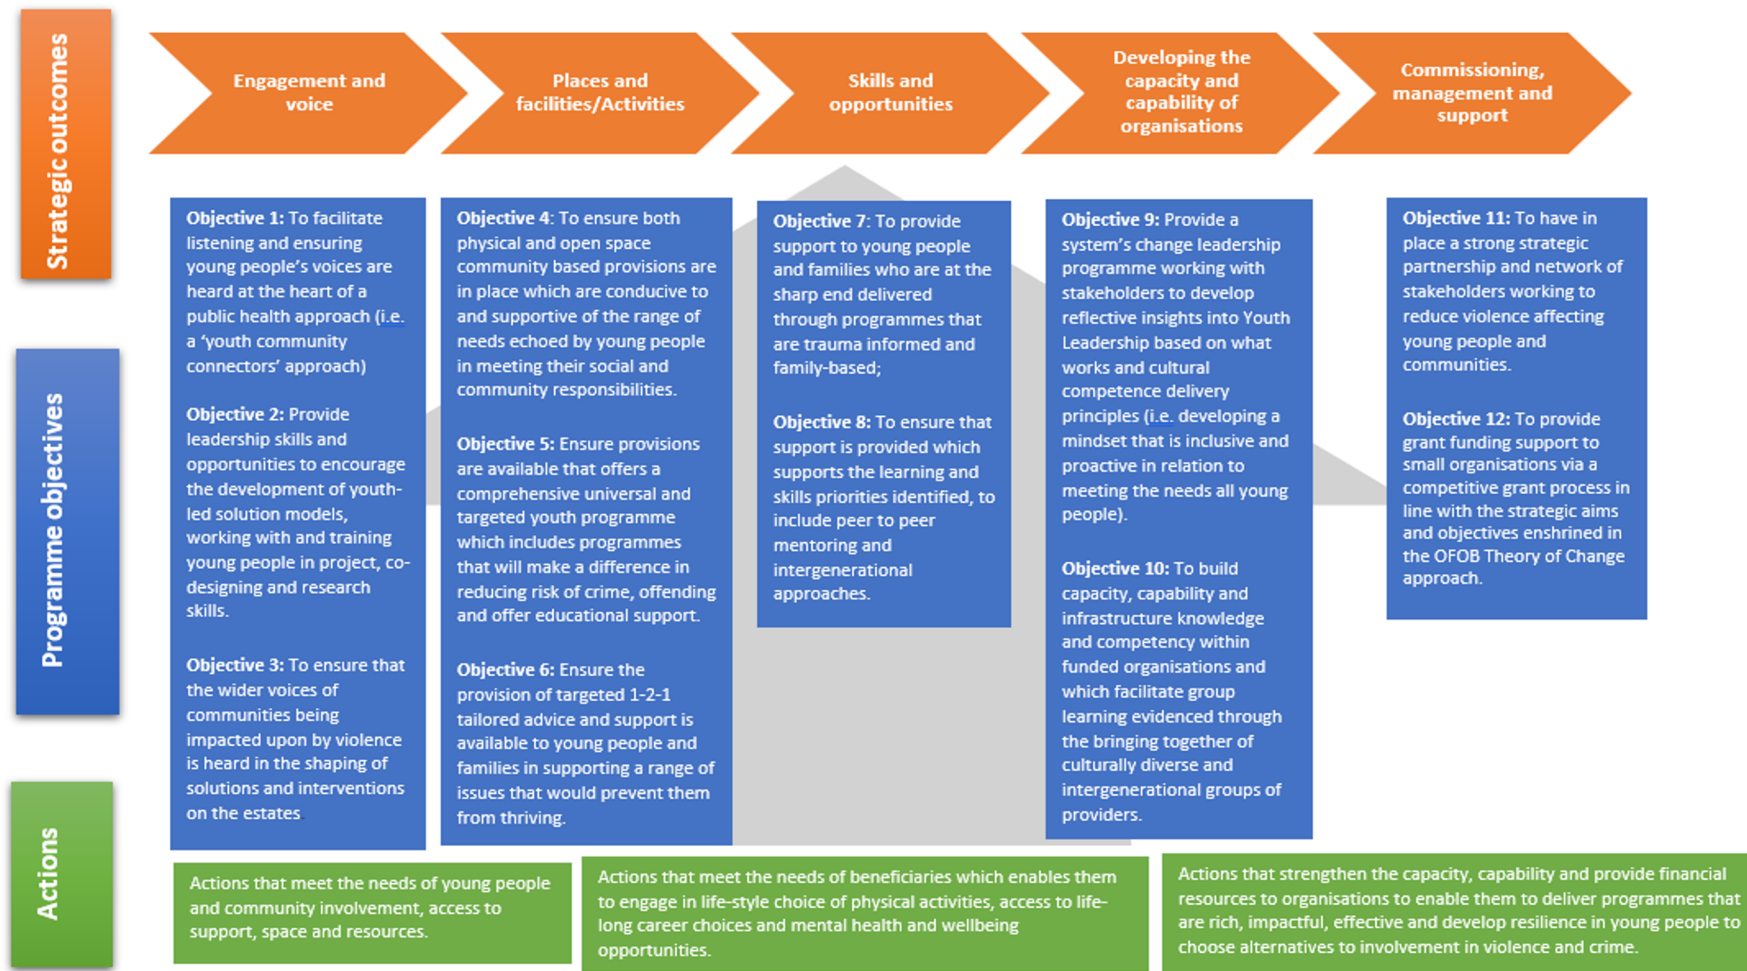 Strategic outcomes
Engagement and
voice
Places and
facilities/Activities
Skills and
opportunities
Developing the
capacity and
capability of
organisations
Commissioning,
management and
support
Programme objectives
Objective 1: To facilitate
listening and ensuring
young people's voices are
heard at the heart of a
public health approach (i.e.
a 'youth community
connectors' approach)
Objective 2: Provide
leadership skills and
opportunities to encourage
the development of youth-
led solution models,
working with and training
young people in project, co-
designing and research
skills.
Objective 3: To ensure that
the wider voices of
communities being
impacted upon by violence
is heard in the shaping of
solutions and interventions
on the estates.
Objective 4: To ensure both
physical and open space
community based provisions are
in place which are conducive to
and supportive of the range of
needs echoed by young people
in meeting their social and
community responsibilities.
Objective 5: Ensure provisions
are available that offers a
comprehensive universal and
targeted youth programme
which includes programmes
that will make a difference in
reducing risk of crime, offending
and offer educational support.
Objective 6: Ensure the
provision of targeted 1-2-1
tailored advice and support is
available to young people and
families in supporting a range of
issues that would prevent them
from thriving.
Objective 7: To provide
support to young people
and families who are at the
sharp end delivered
through programmes that
are trauma informed and
family-based;
Objective 8: To ensure that
support is provided which
supports the learning and
skills priorities identified, to
include peer to peer
mentoring and
intergenerational
approaches.
Objective 9: Provide a
system's change leadership
programme working with
stakeholders to develop
reflective insights into Youth
Leadership based on what
works and cultural
competence delivery
principles (i.e. developing a
mindset that is inclusive and
proactive in relation to
meeting the needs all young
people).
Objective 10: To build
capacity, capability and
infrastructure knowledge
and competency within
funded organisations and
which facilitate group
learning evidenced through
the bringing together of
culturally diverse and
intergenerational groups of
providers.
Objective 11: To have in
place a strong strategic
partnership and network of
stakeholders working to
reduce violence affecting
young people and
communities.
Objective 12: To provide
grant funding support to
small organisations via a
competitive grant process in
line with the strategic aims
and objectives enshrined in
the OFOB Theory of Change
approach.
Actions
Actions that meet the needs of young people
and community involvement, access to
support, space and resources.
Actions that meet the needs of beneficiaries which enables them
to engage in life-style choice of physical activities, access to life-
long career choices and mental health and wellbeing
opportunities.
Actions that strengthen the capacity, capability and provide financial
resources to organisations to enable them to deliver programmes that
are rich, impactful, effective and develop resilience in young people to
choose alternatives to involvement in violence and crime.